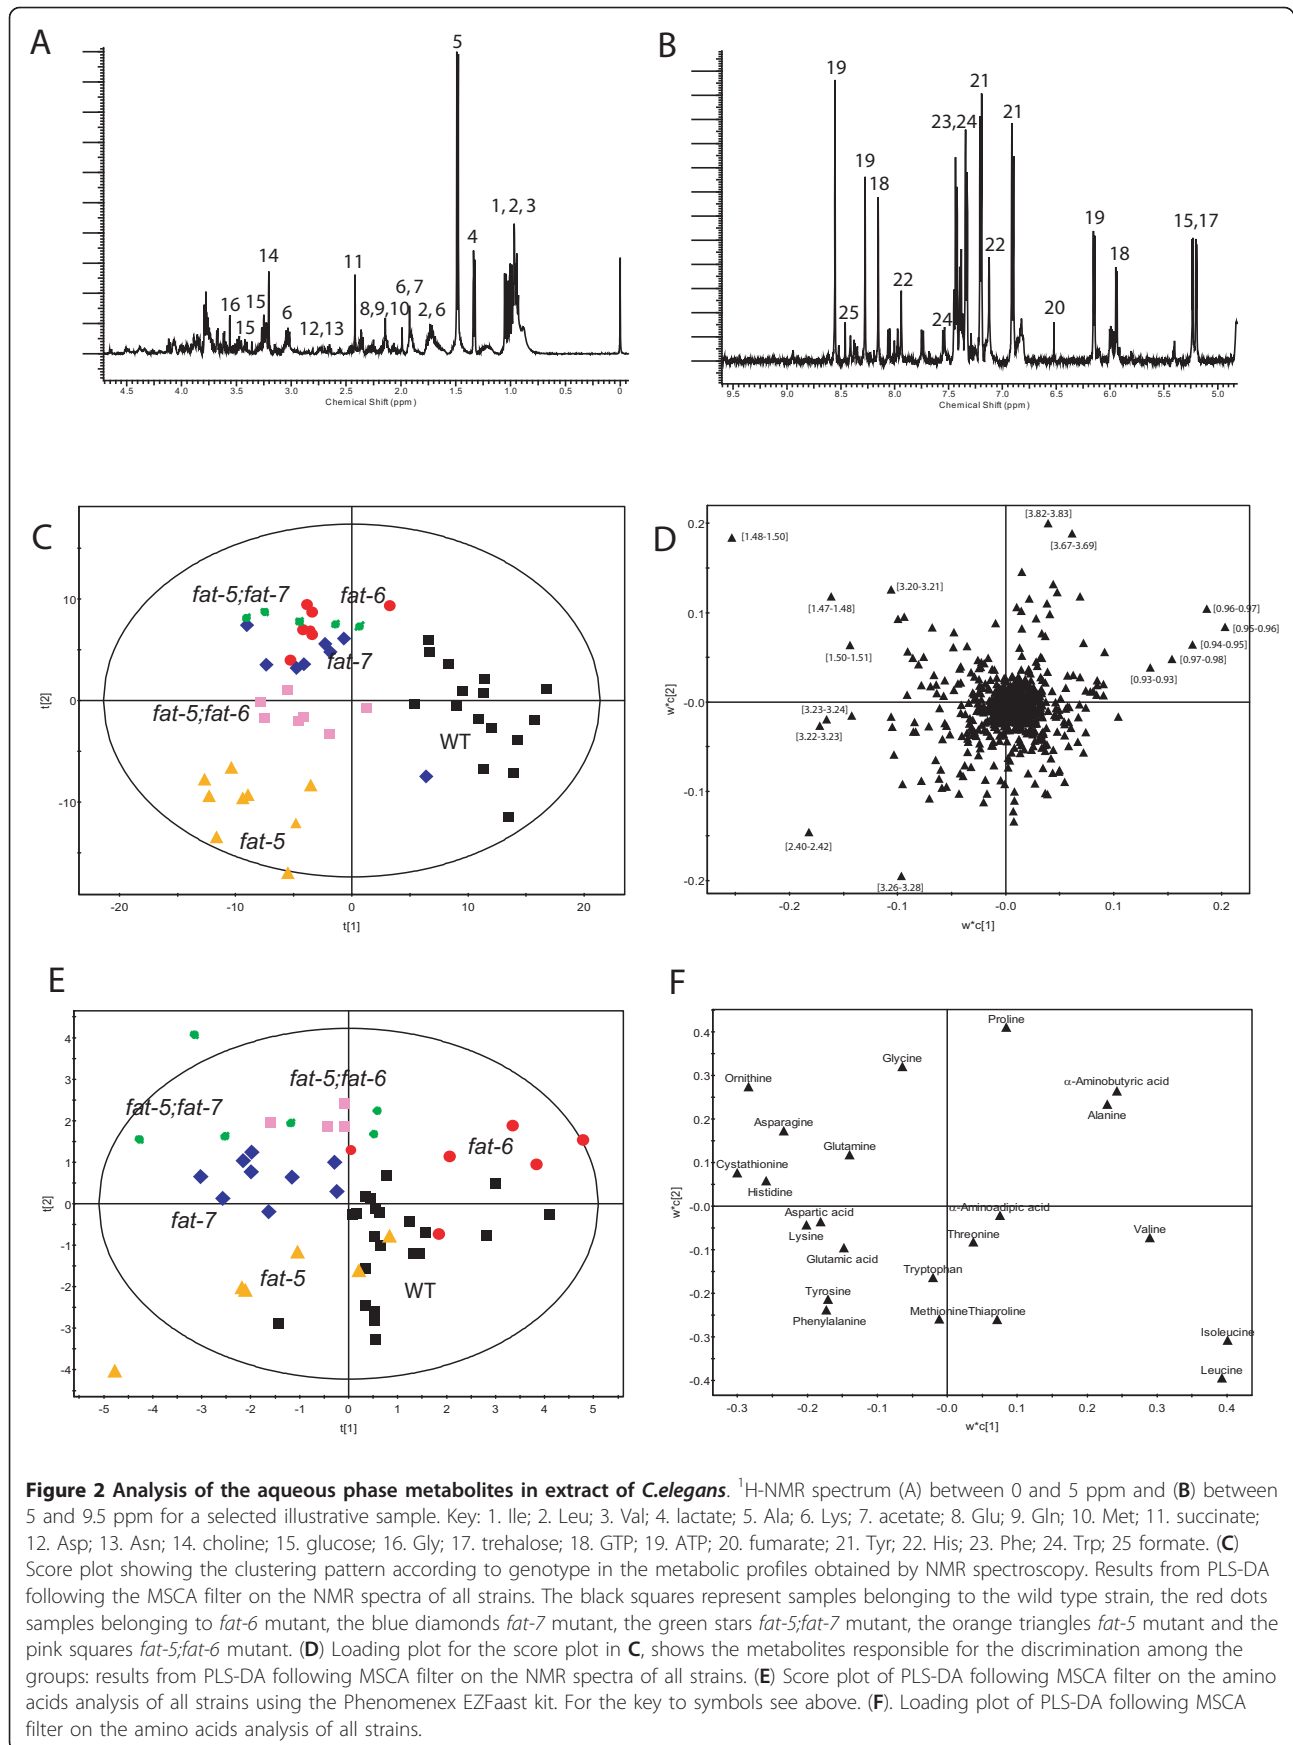 A
5
14
16
15
15
6
12,13
11
8,9,10
6,7
2,6
4
1, 2, 3
4.5 4.0 3.5 3.0 2.5 2.0 1.5 1.0 0.5 0
Chemical Shift (ppm)
B
19
25
19
18
22
24
23,24
21
22
21
20
19
18
15,17
9.5 9.0 8.5 8.0 7.5 7.0 6.5 6.0 5.5 5.0
Chemical Shift (ppm)
C
fat-5;fat-7
fat-6
fat-7
fat-5;fat-6
WT
fat-5
10
0
-10
t[2]
-20 -10 0 10 20
t[1]
D
[1.48-1.50]
[3.82-3.83]
[3.67-3.69]
[3.20-3.21]
[1.47-1.48]
[1.50-1.51]
[0.96-0.97]
[0.95-0.96]
[0.94-0.95]
[0.97-0.98]
[0.93-0.93]
[3.23-3.24]
[3.22-3.23]
[2.40-2.42]
[3.26-3.28]
0.2
0.1
-0.0
-0.1
-0.2
w*c[2]
-0.2 -0.1 -0.0 0.1 0.2
w*c[1]
E
fat-5;fat-6
fat-5;fat-7
fat-6
fat-7
fat-5
WT
4
3
2
1
0
-1
-2
-3
-4
t[2]
-5 -4 -3 -2 -1 0 1 2 3 4 5
t[1]
F
Proline
Glycine
Ornithine
α-Aminobutyric acid
Alanine
Asparagine
Glutamine
Cystathionine
Histidine
Aspartic acid
α-Aminoadipic acid
Lysine
Threonine
Valine
Glutamic acid
Tryptophan
Tyrosine
Phenylalanine
Methionine Thiaproline
Isoleucine
Leucine
0.4
0.3
0.2
0.1
-0.0
-0.1
-0.2
-0.3
-0.4
w*c[2]
-0.3 -0.2 -0.1 -0.0 0.1 0.2 0.3 0.4
w*c[1]
Figure 2 Analysis of the aqueous phase metabolites in extract of C.elegans. ¹H-NMR spectrum (A) between 0 and 5 ppm and (B) between
5 and 9.5 ppm for a selected illustrative sample. Key: 1. Ile; 2. Leu; 3. Val; 4. lactate; 5. Ala; 6. Lys; 7. acetate; 8. Glu; 9. Gln; 10. Met; 11. succinate;
12. Asp; 13. Asn; 14. choline; 15. glucose; 16. Gly; 17. trehalose; 18. GTP; 19. ATP; 20. fumarate; 21. Tyr; 22. His; 23. Phe; 24. Trp; 25 formate. (C)
Score plot showing the clustering pattern according to genotype in the metabolic profiles obtained by NMR spectroscopy. Results from PLS-DA
following the MSCA filter on the NMR spectra of all strains. The black squares represent samples belonging to the wild type strain, the red dots
samples belonging to fat-6 mutant, the blue diamonds fat-7 mutant, the green stars fat-5;fat-7 mutant, the orange triangles fat-5 mutant and the
pink squares fat-5;fat-6 mutant. (D) Loading plot for the score plot in C, shows the metabolites responsible for the discrimination among the
groups: results from PLS-DA following MSCA filter on the NMR spectra of all strains. (E) Score plot of PLS-DA following MSCA filter on the amino
acids analysis of all strains using the Phenomenex EZFaast kit. For the key to symbols see above. (F). Loading plot of PLS-DA following MSCA
filter on the amino acids analysis of all strains.